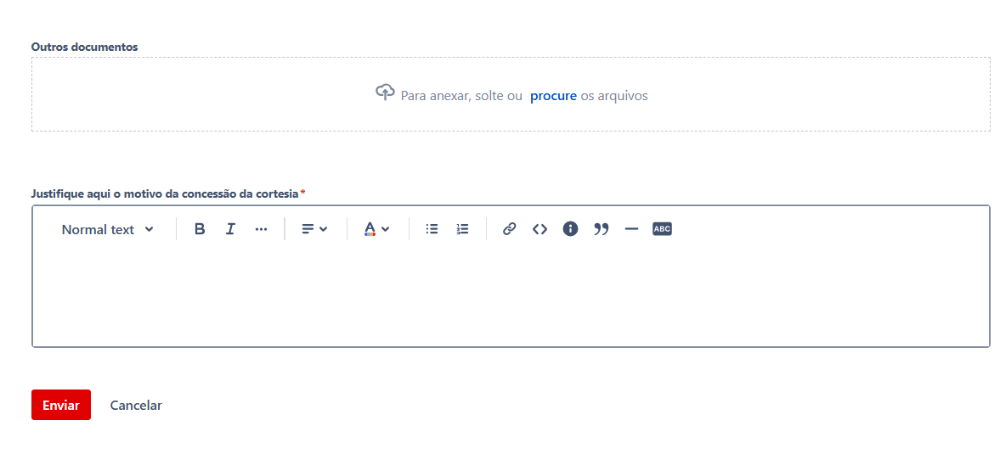 Outros documentos
Para anexar, solte ou procure os arquivos
Justifique aqui o motivo da concessão da cortesia*
Normal text B I ... A ABC
Enviar Cancelar